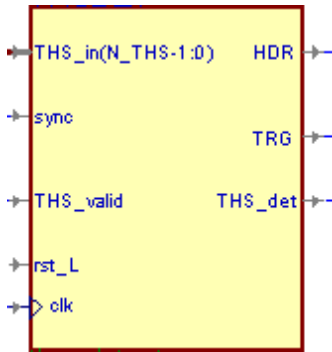 THS_in(N_THS-1:0) HDR
sync
TRG
THS_valid THS_det
rst_L
clk